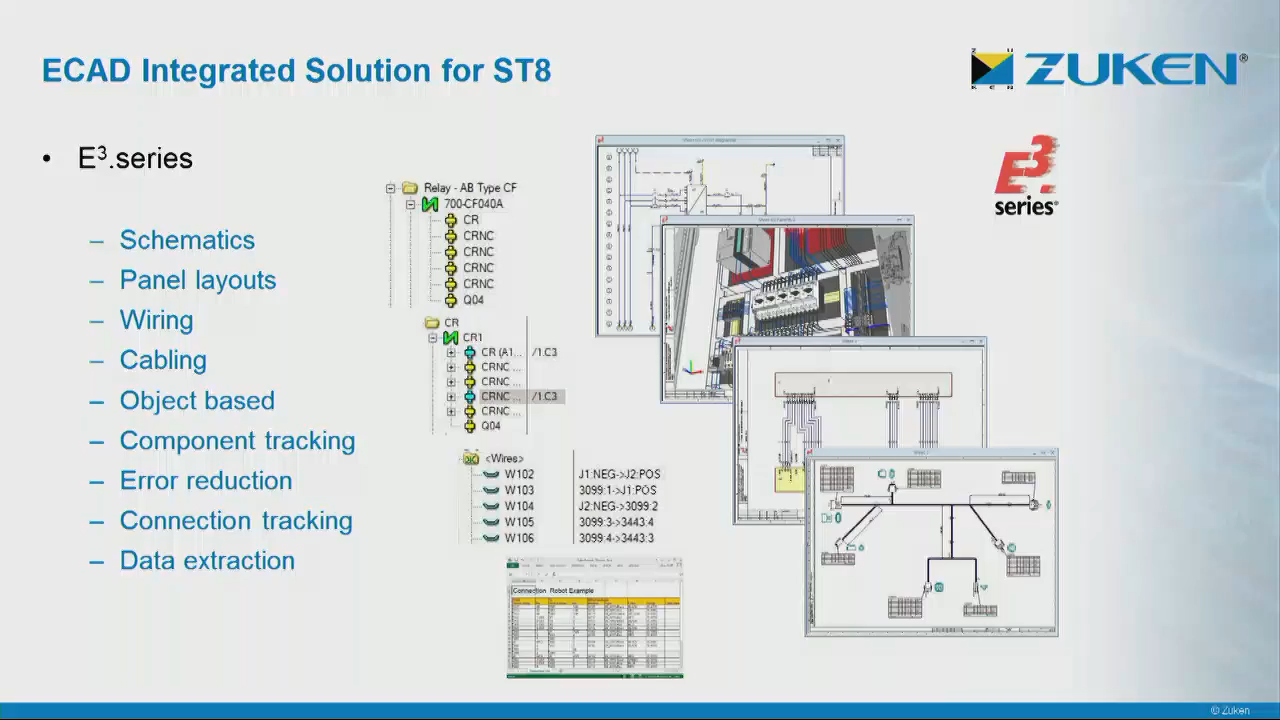 ECAD Integrated Solution for ST8
ZUKEN®
• E³.series
– Schematics
– Panel layouts
– Wiring
– Cabling
– Object based
– Component tracking
– Error reduction
– Connection tracking
– Data extraction
Relay - AB Type CF
700-CF040A
CR
CRNC
CRNC
CRNC
CRNC
Q04
CR
CR1
CR (A1... /1.C3
CRNC ...
CRNC ...
CRNC ... /1.C3
CRNC ...
Q04
<Wires>
W102 J1:NEG->J2:POS
W103 3099:1->J1:POS
W104 J2:NEG->3099:2
W105 3099:3->3443:4
W106 3099:4->3443:3
Connection Robot Example
E³
series®
© Zuken